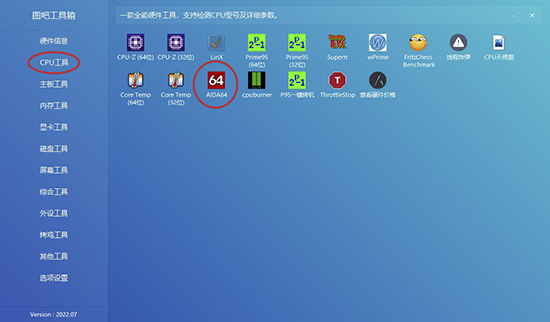 图吧工具箱
一款全能硬件工具、支持检测CPU型号及详细参数。
硬件信息
CPU工具
主板工具
内存工具
显卡工具
磁盘工具
屏幕工具
综合工具
外设工具
烤鸡工具
其他工具
选项设置
Version : 2022.07
CPU-Z (64位)
CPU-Z (32位)
LinX
Prime95
(64位)
Prime95
(32位)
Superπ
wPrime
FritzChess
Benchmark
线程炸弹
CPU天梯图
Core Temp
(64位)
Core Temp
(32位)
64
AIDA64
cpuburner
P95一键烤机
ThrottleStop
查看硬件价格